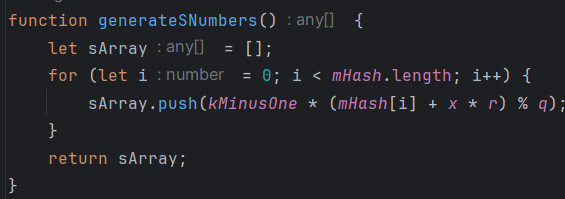 function generateSNumbers() : any[] {
    let sArray : any[] = [];
    for (let i : number = 0; i < mHash.length; i++) {
        sArray.push(kMinusOne * (mHash[i] + x * r) % q);
    }
    return sArray;
}